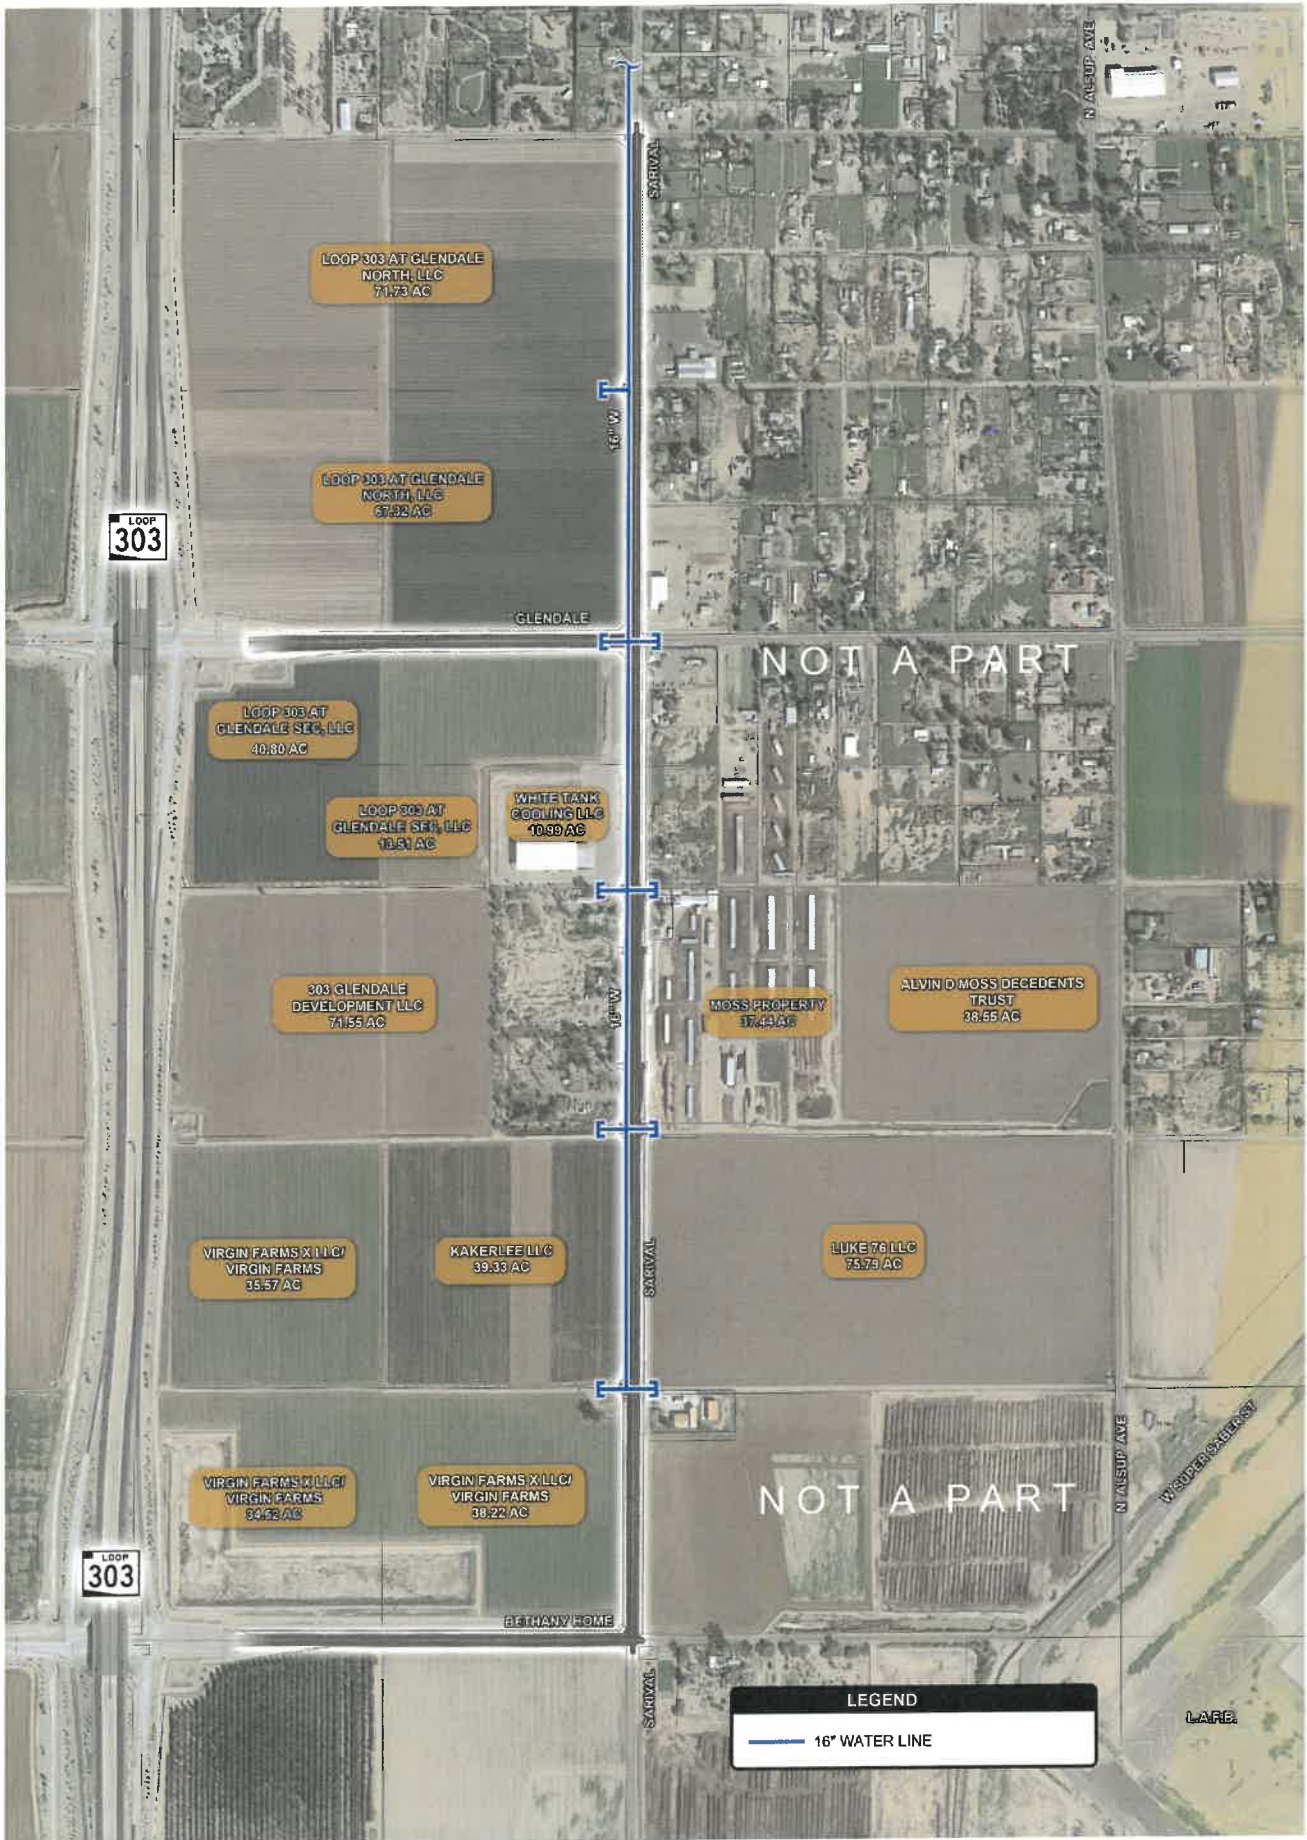 N ALSUP AVE
SARIVAL
LOOP 303 AT GLENDALE
NORTH, LLC
71.73 AC
16" W
LOOP 303 AT GLENDALE
NORTH, LLC
67.32 AC
LOOP
303
GLENDALE
NOT A PART
LOOP 303 AT
GLENDALE SEC, LLC
40.80 AC
WHITE TANK
COOLING LLC
10.99 AC
LOOP 303 AT
GLENDALE SEC, LLC
13.51 AC
303 GLENDALE
DEVELOPMENT LLC
71.55 AC
16" W
MOSS PROPERTY
37.44 AC
ALVIN D MOSS DECEDENTS
TRUST
38.55 AC
VIRGIN FARMS X LLC/
VIRGIN FARMS
35.57 AC
KAKERLEE LLC
39.33 AC
SARIVAL
LUKE 76 LLC
75.79 AC
VIRGIN FARMS X LLC/
VIRGIN FARMS
34.52 AC
VIRGIN FARMS X LLC/
VIRGIN FARMS
38.22 AC
NOT A PART
N ALSUP AVE
W SUPER SABER ST
LOOP
303
BETHANY HOME
SARIVAL
LEGEND
16" WATER LINE
L.A.F.B.